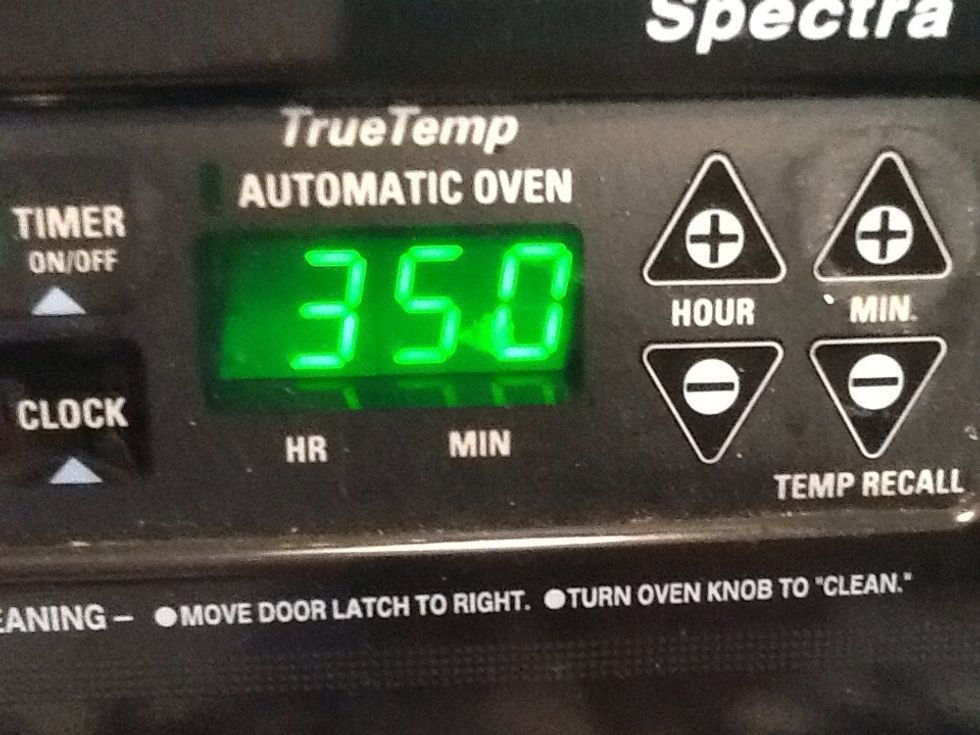 Spectra
TrueTemp
AUTOMATIC OVEN
TIMER
ON/OFF
350
HOUR
MIN.
CLOCK
HR
MIN
TEMP RECALL
EANING – ●MOVE DOOR LATCH TO RIGHT. ●TURN OVEN KNOB TO "CLEAN."